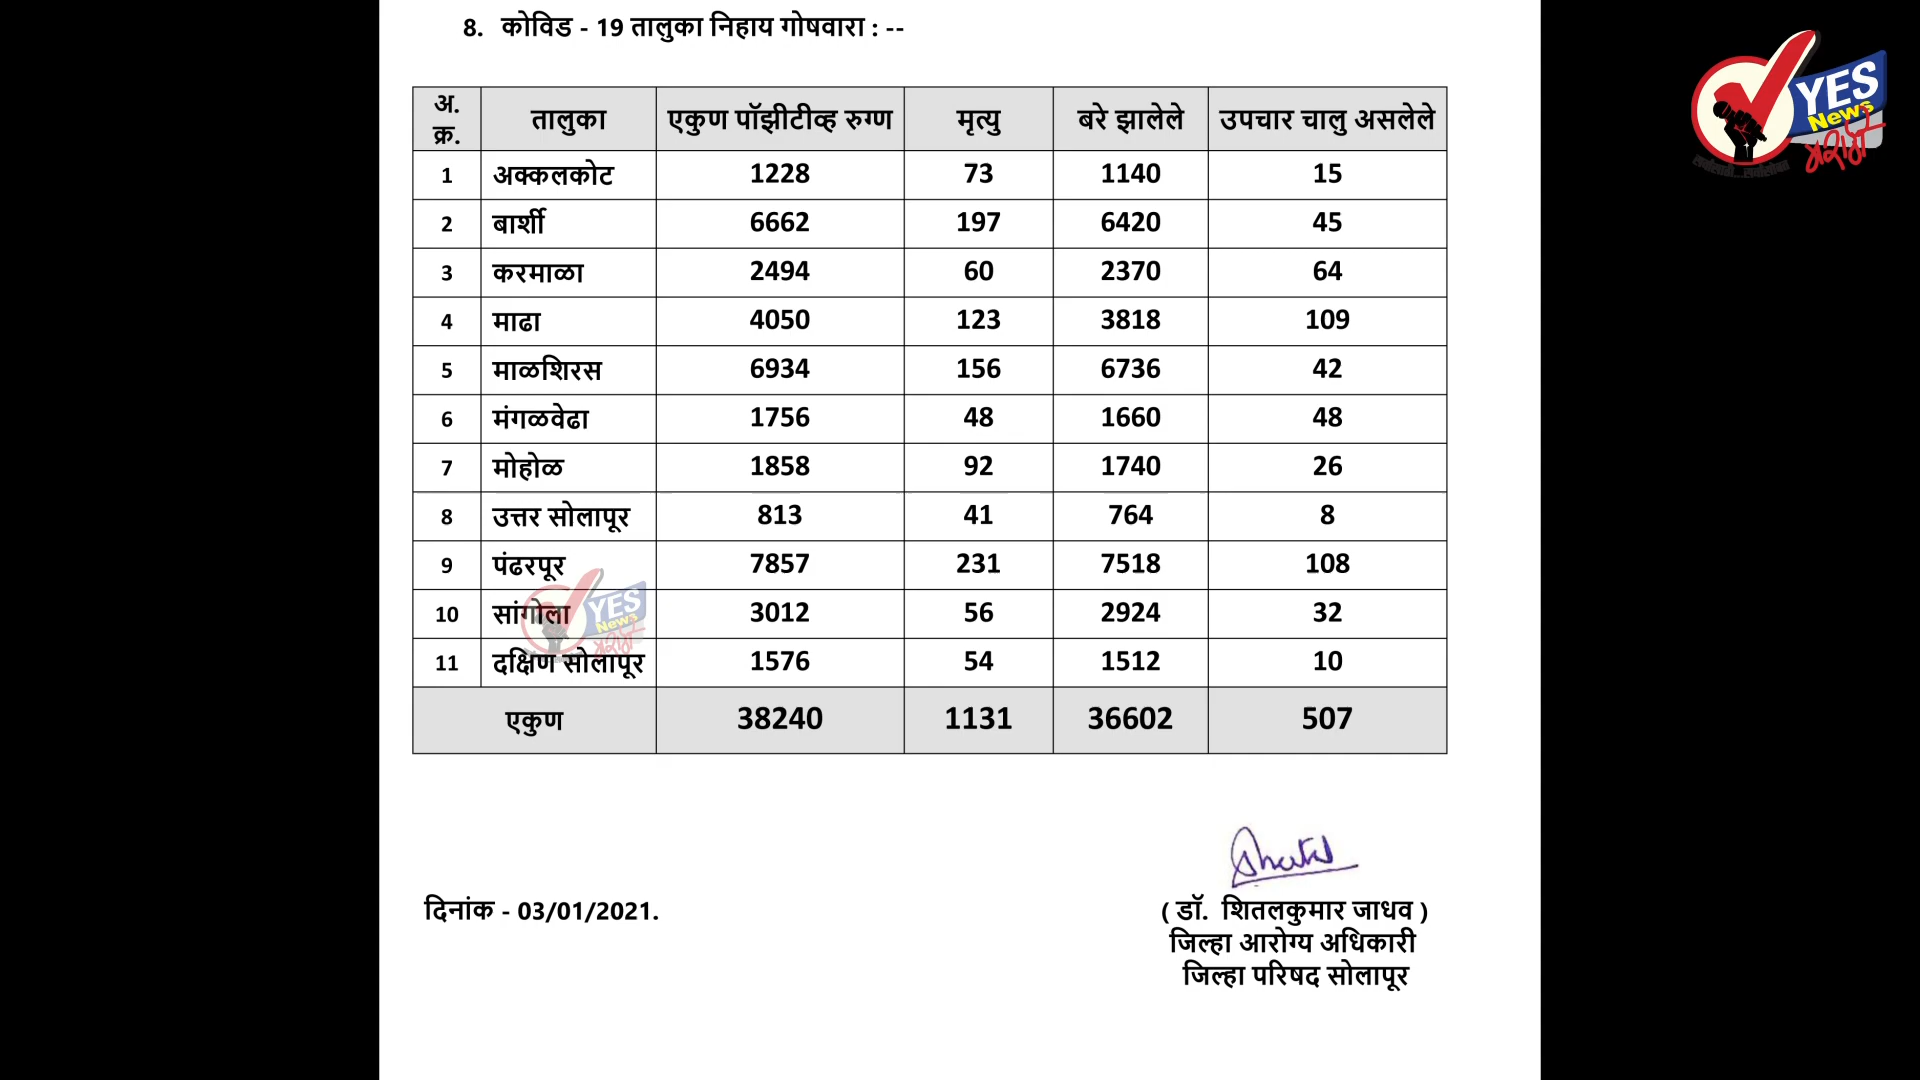 8. कोविड - 19 तालुका निहाय गोषवारा : --
YES
News
मराठी
अ. क्र. तालुका एकुण पॉझीटीव्ह रुग्ण मृत्यु बरे झालेले उपचार चालु असलेले
1 अक्कलकोट 1228 73 1140 15
2 बार्शी 6662 197 6420 45
3 करमाळा 2494 60 2370 64
4 माढा 4050 123 3818 109
5 माळशिरस 6934 156 6736 42
6 मंगळवेढा 1756 48 1660 48
7 मोहोळ 1858 92 1740 26
8 उत्तर सोलापूर 813 41 764 8
9 पंढरपूर 7857 231 7518 108
10 सांगोला 3012 56 2924 32
11 दक्षिण सोलापूर 1576 54 1512 10
एकुण 38240 1131 36602 507
दिनांक - 03/01/2021.
( डॉ. शितलकुमार जाधव )
जिल्हा आरोग्य अधिकारी
जिल्हा परिषद सोलापूर